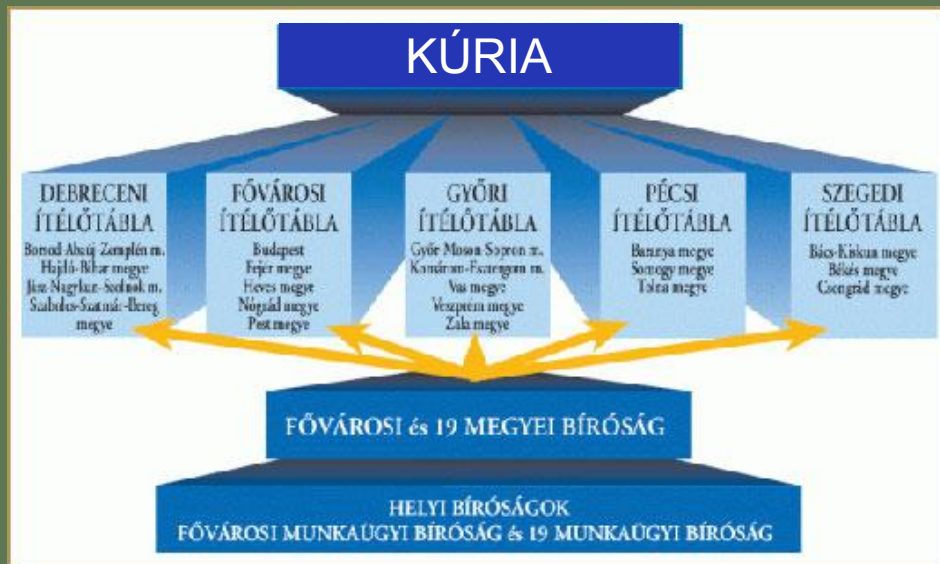 KÚRIA
DEBRECENI
ÍTÉLŐTÁBLA
Borsod-Abaúj-Zemplén m.
Hajdú-Bihar megye
Jász-Nagykun-Szolnok m.
Szabolcs-Szatmár-Bereg
megye
FŐVÁROSI
ÍTÉLŐTÁBLA
Budapest
Fejér megye
Heves megye
Nógrád megye
Pest megye
GYŐRI
ÍTÉLŐTÁBLA
Győr-Moson-Sopron m.
Komárom-Esztergom m.
Vas megye
Veszprém megye
Zala megye
PÉCSI
ÍTÉLŐTÁBLA
Baranya megye
Somogy megye
Tolna megye
SZEGEDI
ÍTÉLŐTÁBLA
Bács-Kiskun megye
Békés megye
Csongrád megye
FŐVÁROSI és 19 MEGYEI BÍRÓSÁG
HELYI BÍRÓSÁGOK
FŐVÁROSI MUNKAÜGYI BÍRÓSÁG és 19 MUNKAÜGYI BÍRÓSÁG